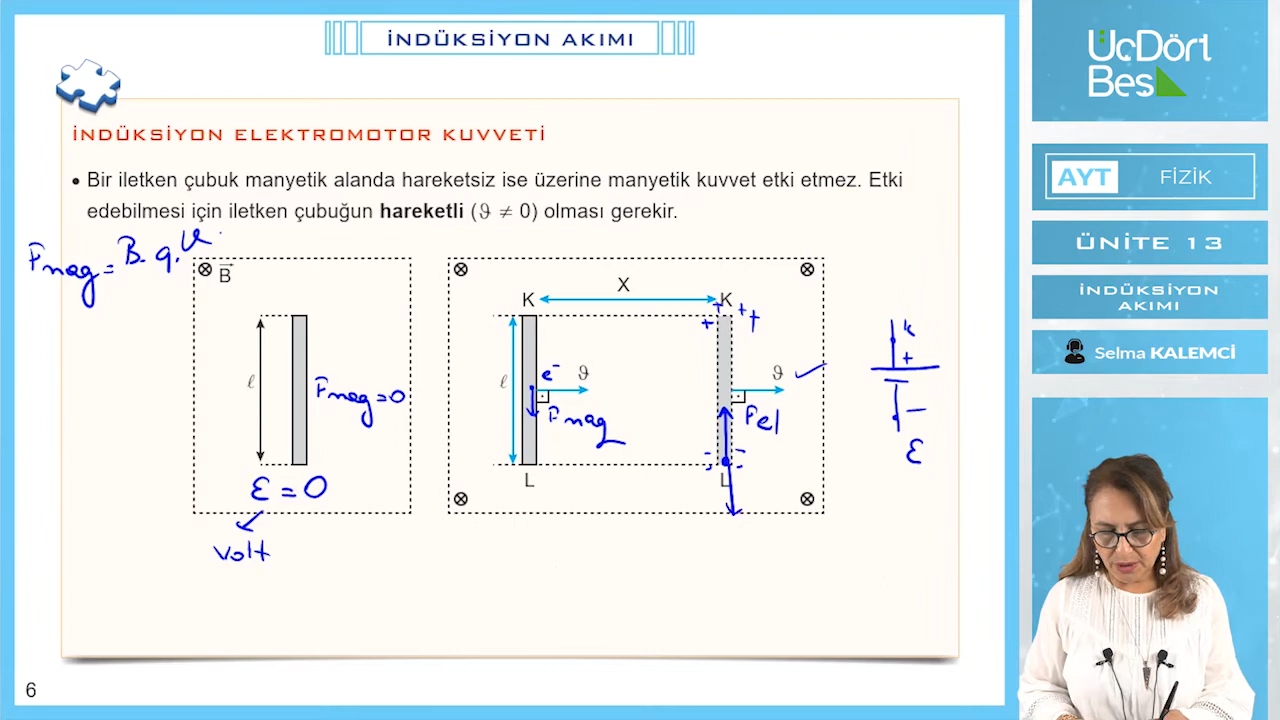 İNDÜKSİYON AKIMI
İNDÜKSİYON ELEKTROMOTOR KUVVETİ
• Bir iletken çubuk manyetik alanda hareketsiz ise üzerine manyetik kuvvet etki etmez. Etki
edebilmesi için iletken çubuğun hareketli (ϑ ≠ 0) olması gerekir.
Fmag = B. q. V
⊗ B
ℓ
Fmag = 0
ε = 0
Volt
K X K
+ + + +
ℓ
e⁻ ϑ
Fmag
ϑ
Fel
L L
K
+
−
ε
6
ÜçDört
Beş
AYT FİZİK
ÜNİTE 13
İNDÜKSİYON
AKIMI
Selma KALEMCİ